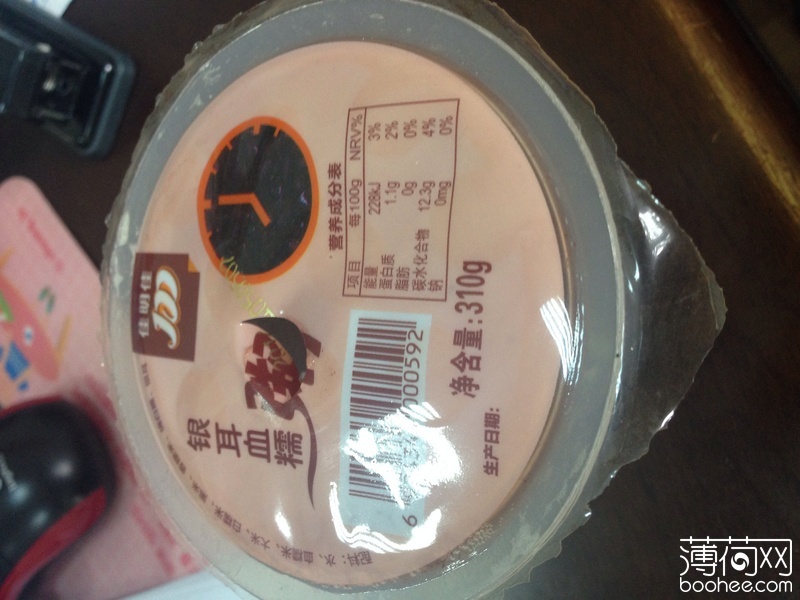 佳明佳
银耳血糯
粥
营养成分表
项目 每100g NRV%
能量 228kJ 3%
蛋白质 1.1g 2%
脂肪 0g 0%
碳水化合物 12.3g 4%
钠 0mg 0%
000592
净含量:310g
生产日期:
薄荷网
boohee.com